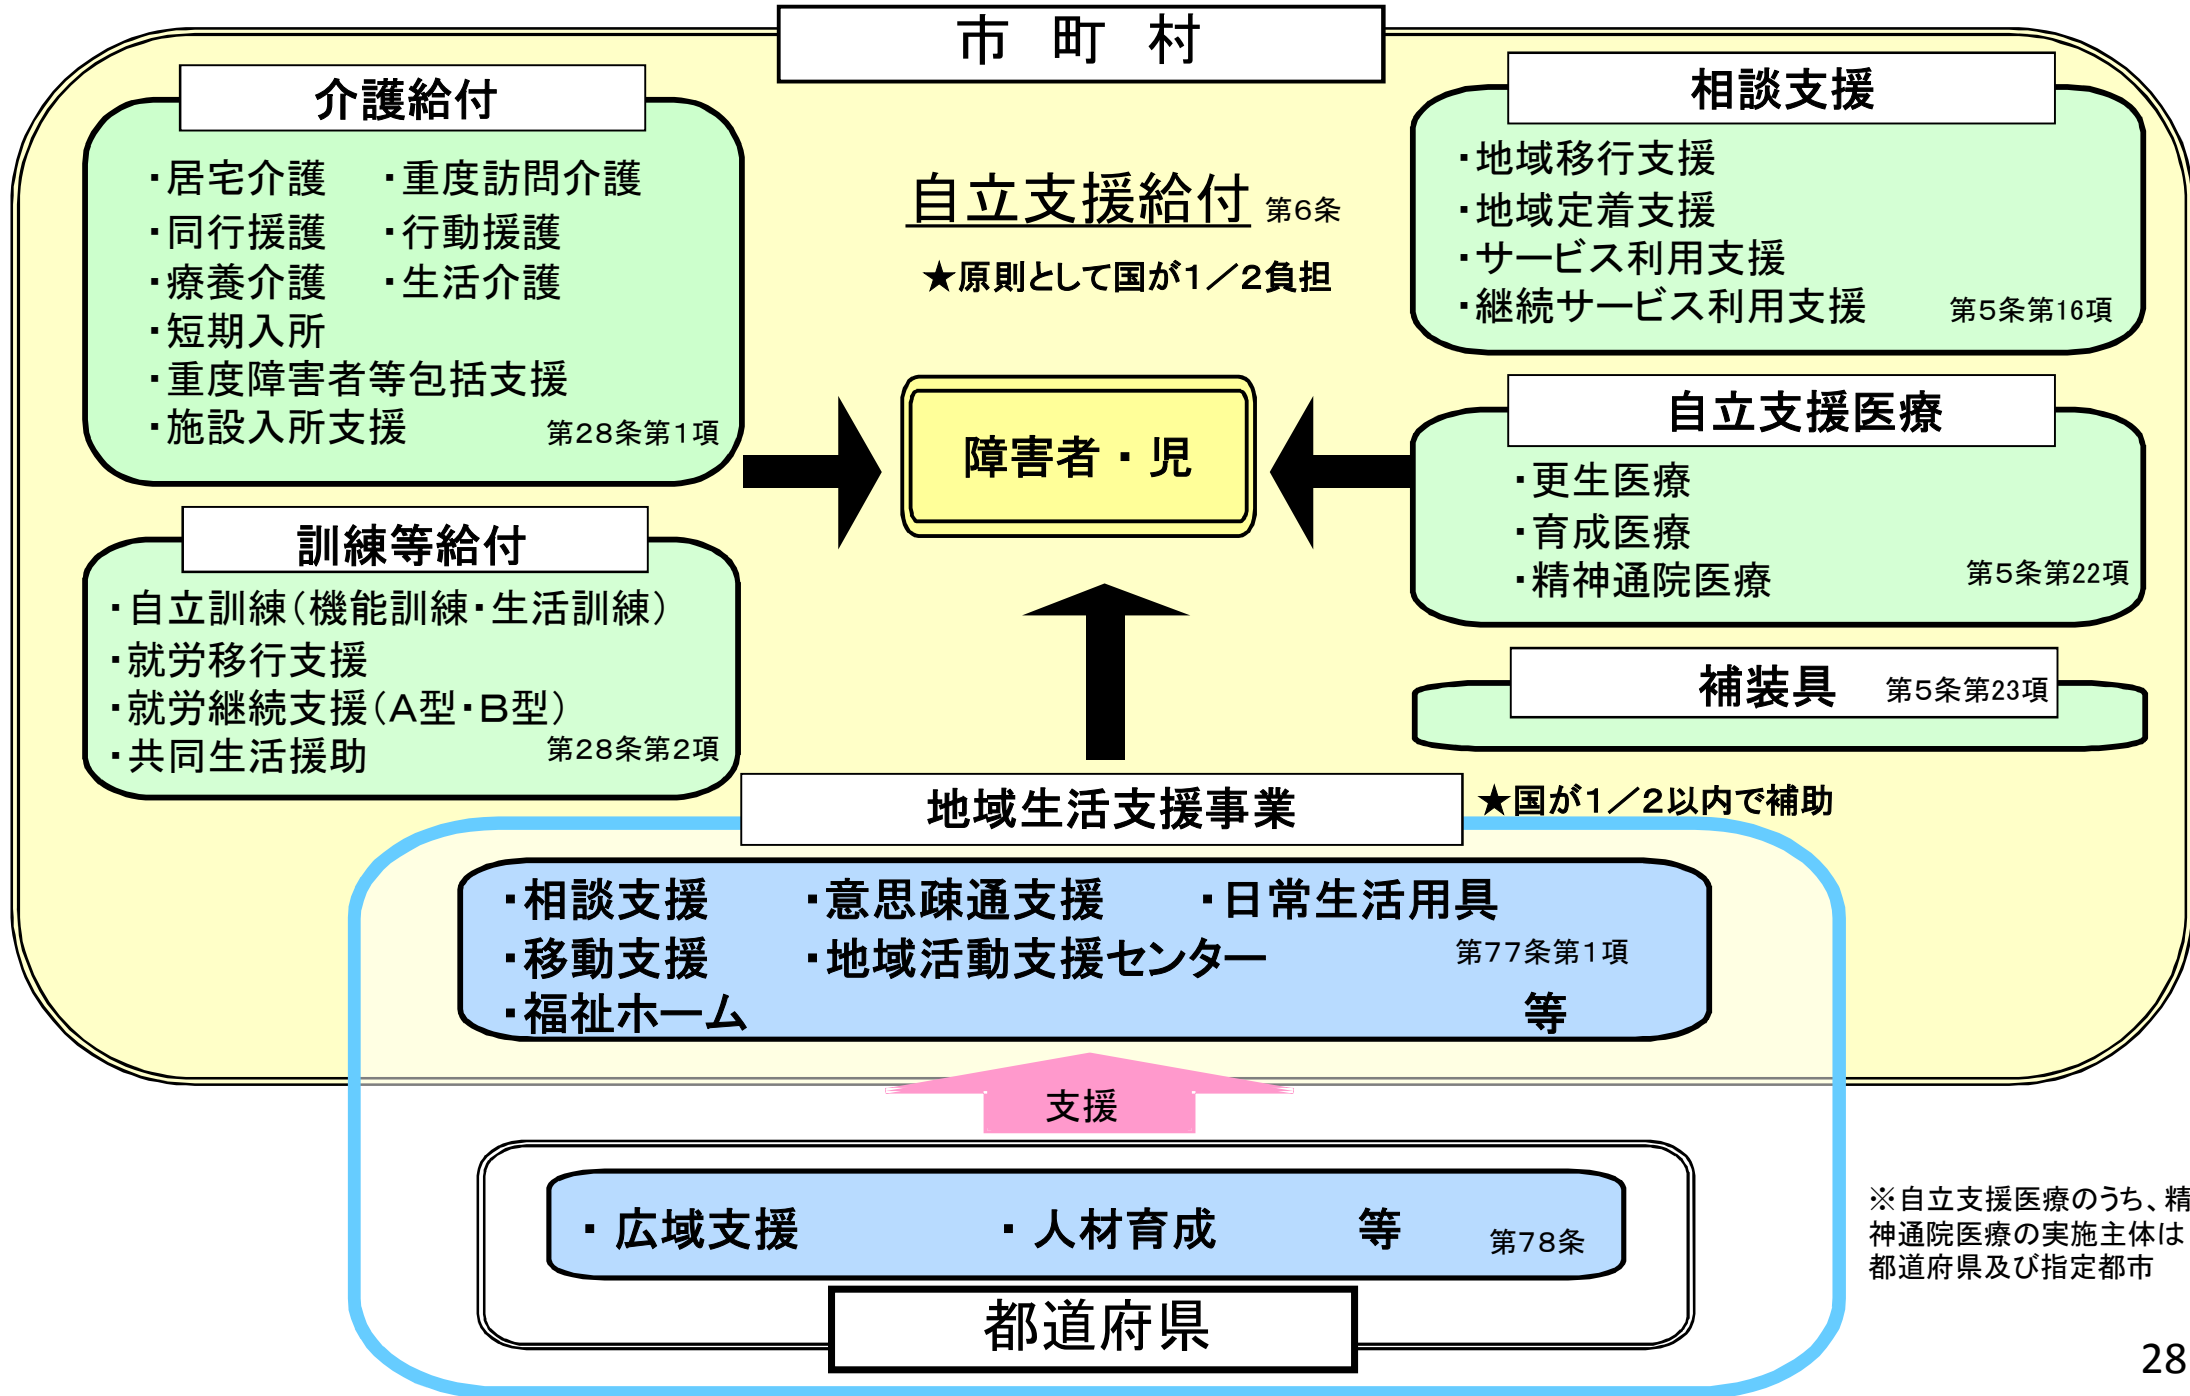 市 町 村
介護給付
・居宅介護 ・重度訪問介護
・同行援護 ・行動援護
・療養介護 ・生活介護
・短期入所
・重度障害者等包括支援
・施設入所支援 第28条第1項
訓練等給付
・自立訓練（機能訓練・生活訓練）
・就労移行支援
・就労継続支援（A型・B型）
・共同生活援助 第28条第2項
自立支援給付 第6条
★原則として国が1／2負担
障害者・児
相談支援
・地域移行支援
・地域定着支援
・サービス利用支援
・継続サービス利用支援 第5条第16項
自立支援医療
・更生医療
・育成医療
・精神通院医療 第5条第22項
補装具 第5条第23項
地域生活支援事業
★国が1／2以内で補助
・相談支援 ・意思疎通支援 ・日常生活用具
・移動支援 ・地域活動支援センター 第77条第1項
・福祉ホーム 等
支援
・広域支援 ・人材育成 等 第78条
都道府県
※自立支援医療のうち、精
神通院医療の実施主体は
都道府県及び指定都市
28